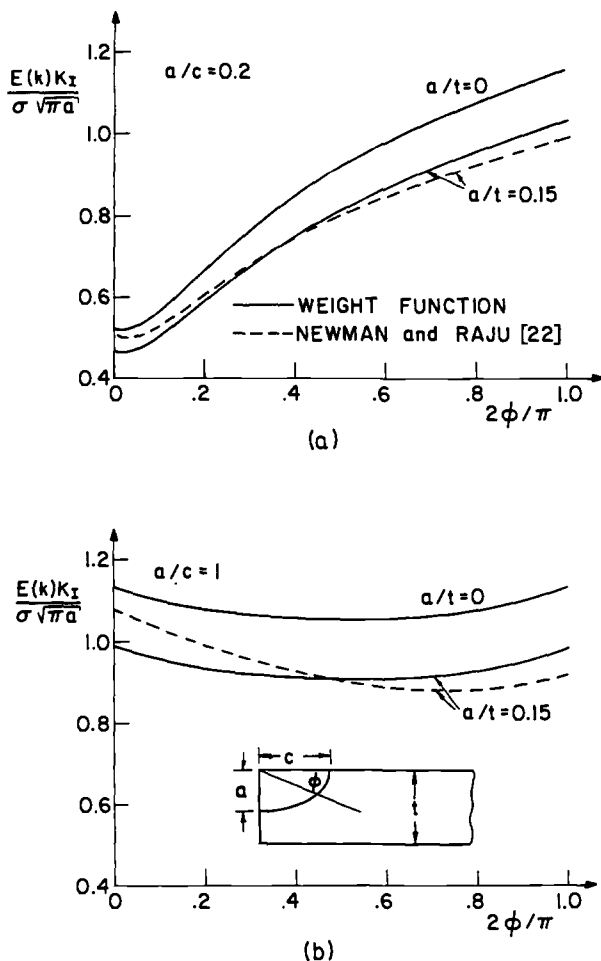 1.2
E(k)KI
σ √πa
a/c=0.2
a/t=0
1.0
0.8
a/t=0.15
0.6
WEIGHT FUNCTION
NEWMAN and RAJU [22]
0.4
0 .2 .4 .6 .8 1.0
2ϕ/π
(a)
1.2
E(k)KI
σ √πa
a/c=1
a/t=0
1.0
0.8
a/t=0.15
c
a
ϕ
t
0.6
0.4
0 .2 .4 .6 .8 1.0
2ϕ/π
(b)